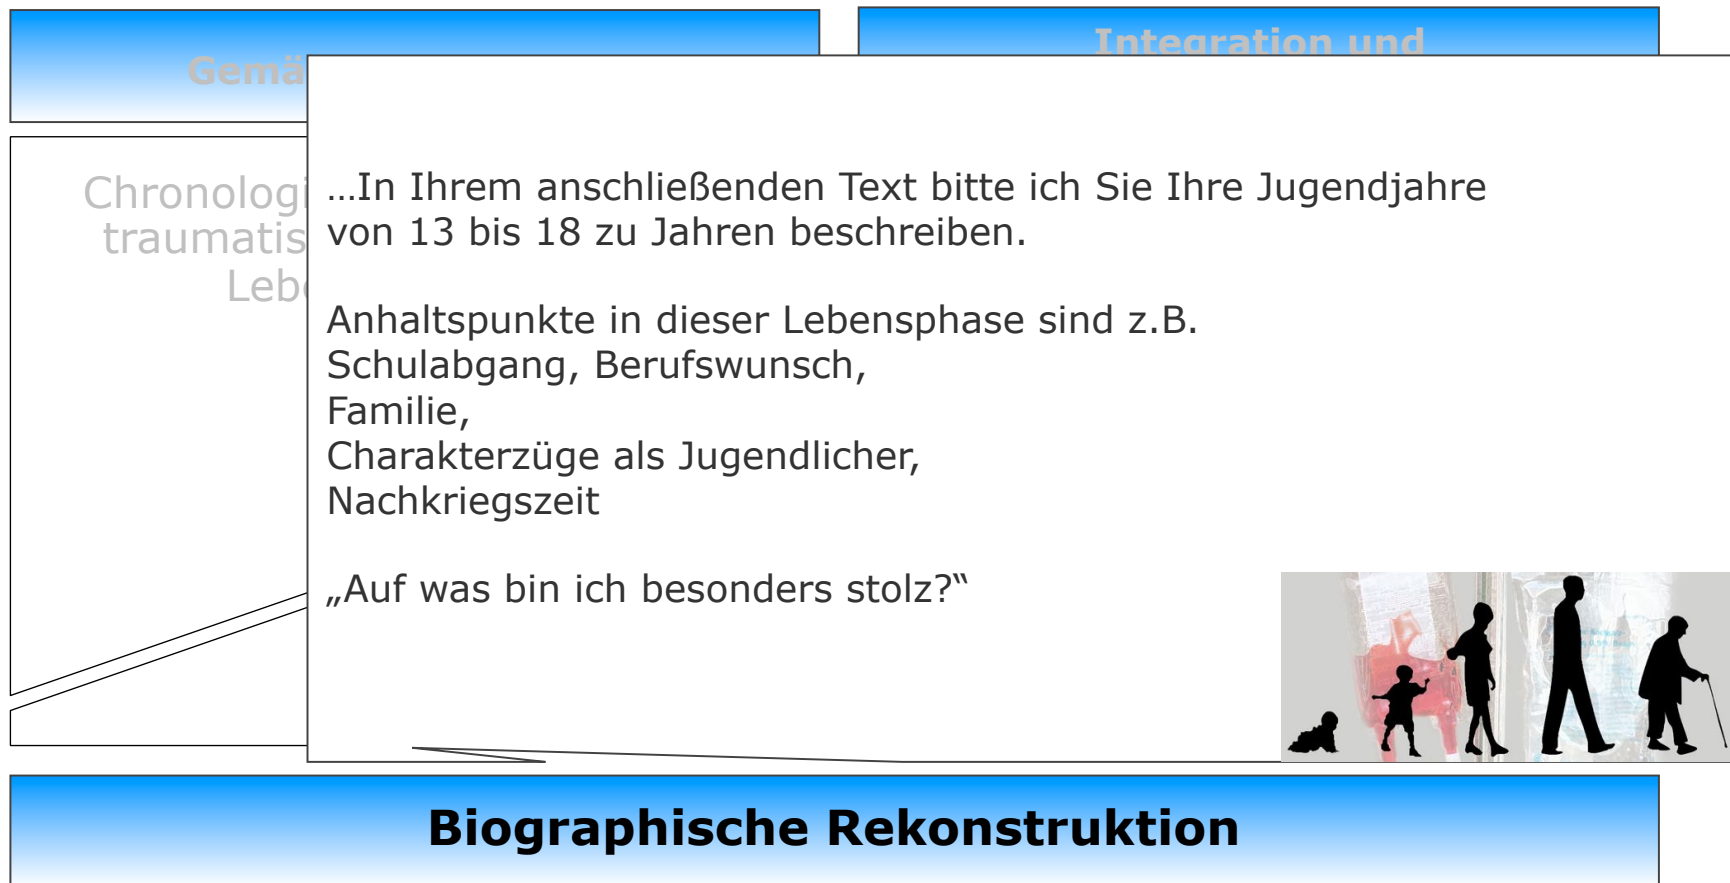 Integration und
Gemä
Chronologi
traumatis
Leb
…In Ihrem anschließenden Text bitte ich Sie Ihre Jugendjahre
von 13 bis 18 zu Jahren beschreiben.
Anhaltspunkte in dieser Lebensphase sind z.B.
Schulabgang, Berufswunsch,
Familie,
Charakterzüge als Jugendlicher,
Nachkriegszeit
„Auf was bin ich besonders stolz?“
Biographische Rekonstruktion